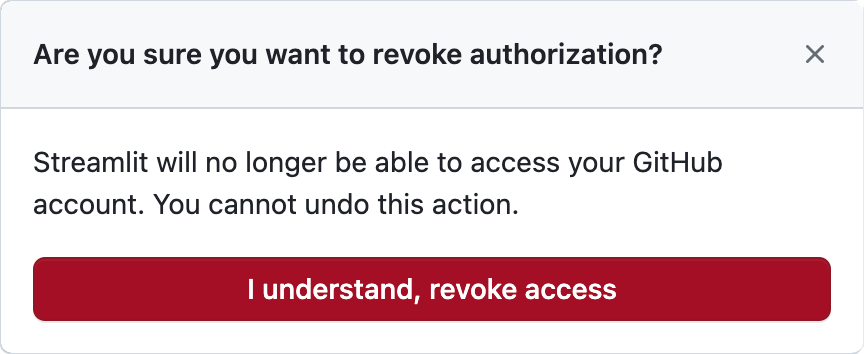 Are you sure you want to revoke authorization?
Streamlit will no longer be able to access your GitHub
account. You cannot undo this action.
I understand, revoke access